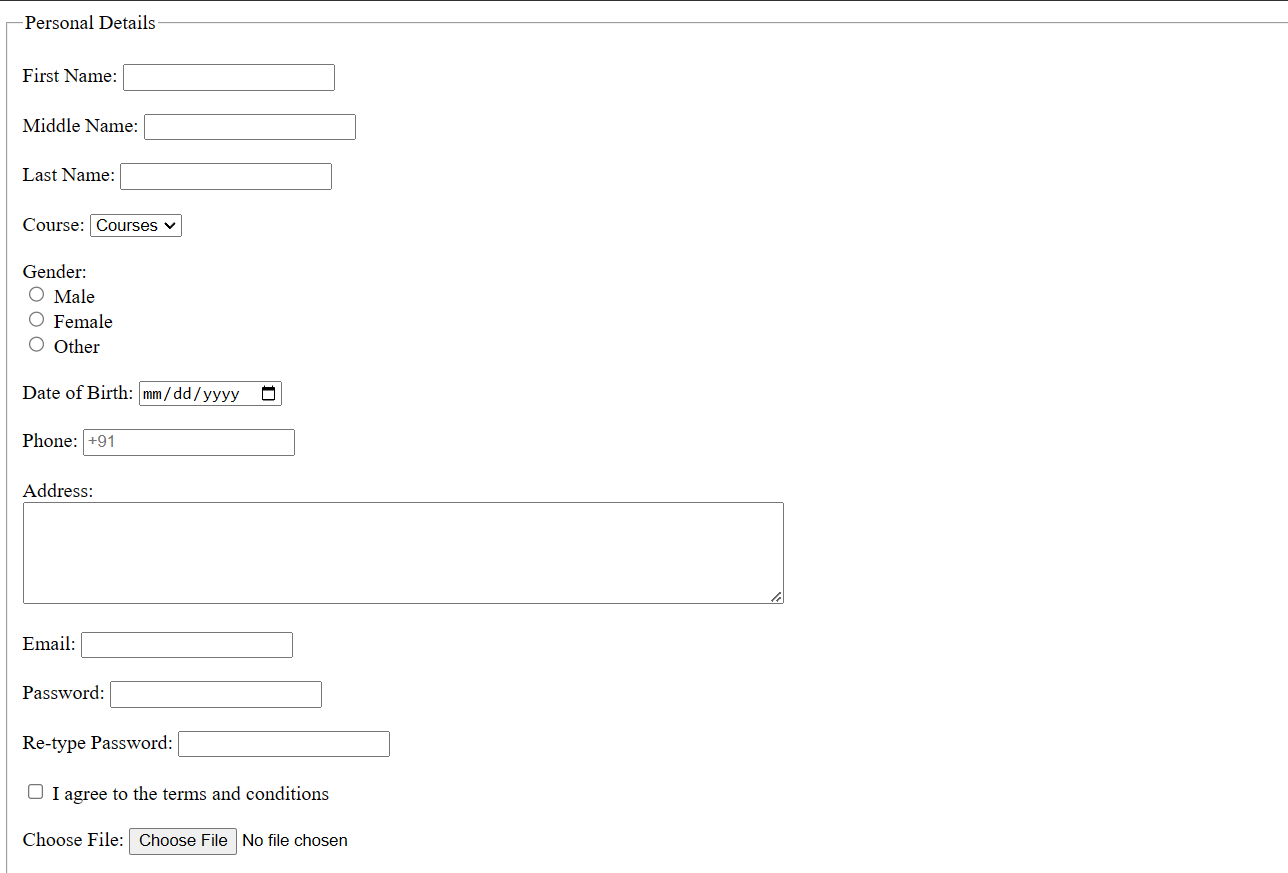 Personal Details
First Name:
Middle Name:
Last Name:
Course: Courses
Gender:
Male
Female
Other
Date of Birth: mm/dd/yyyy
Phone: +91
Address:
Email:
Password:
Re-type Password:
I agree to the terms and conditions
Choose File: Choose File No file chosen